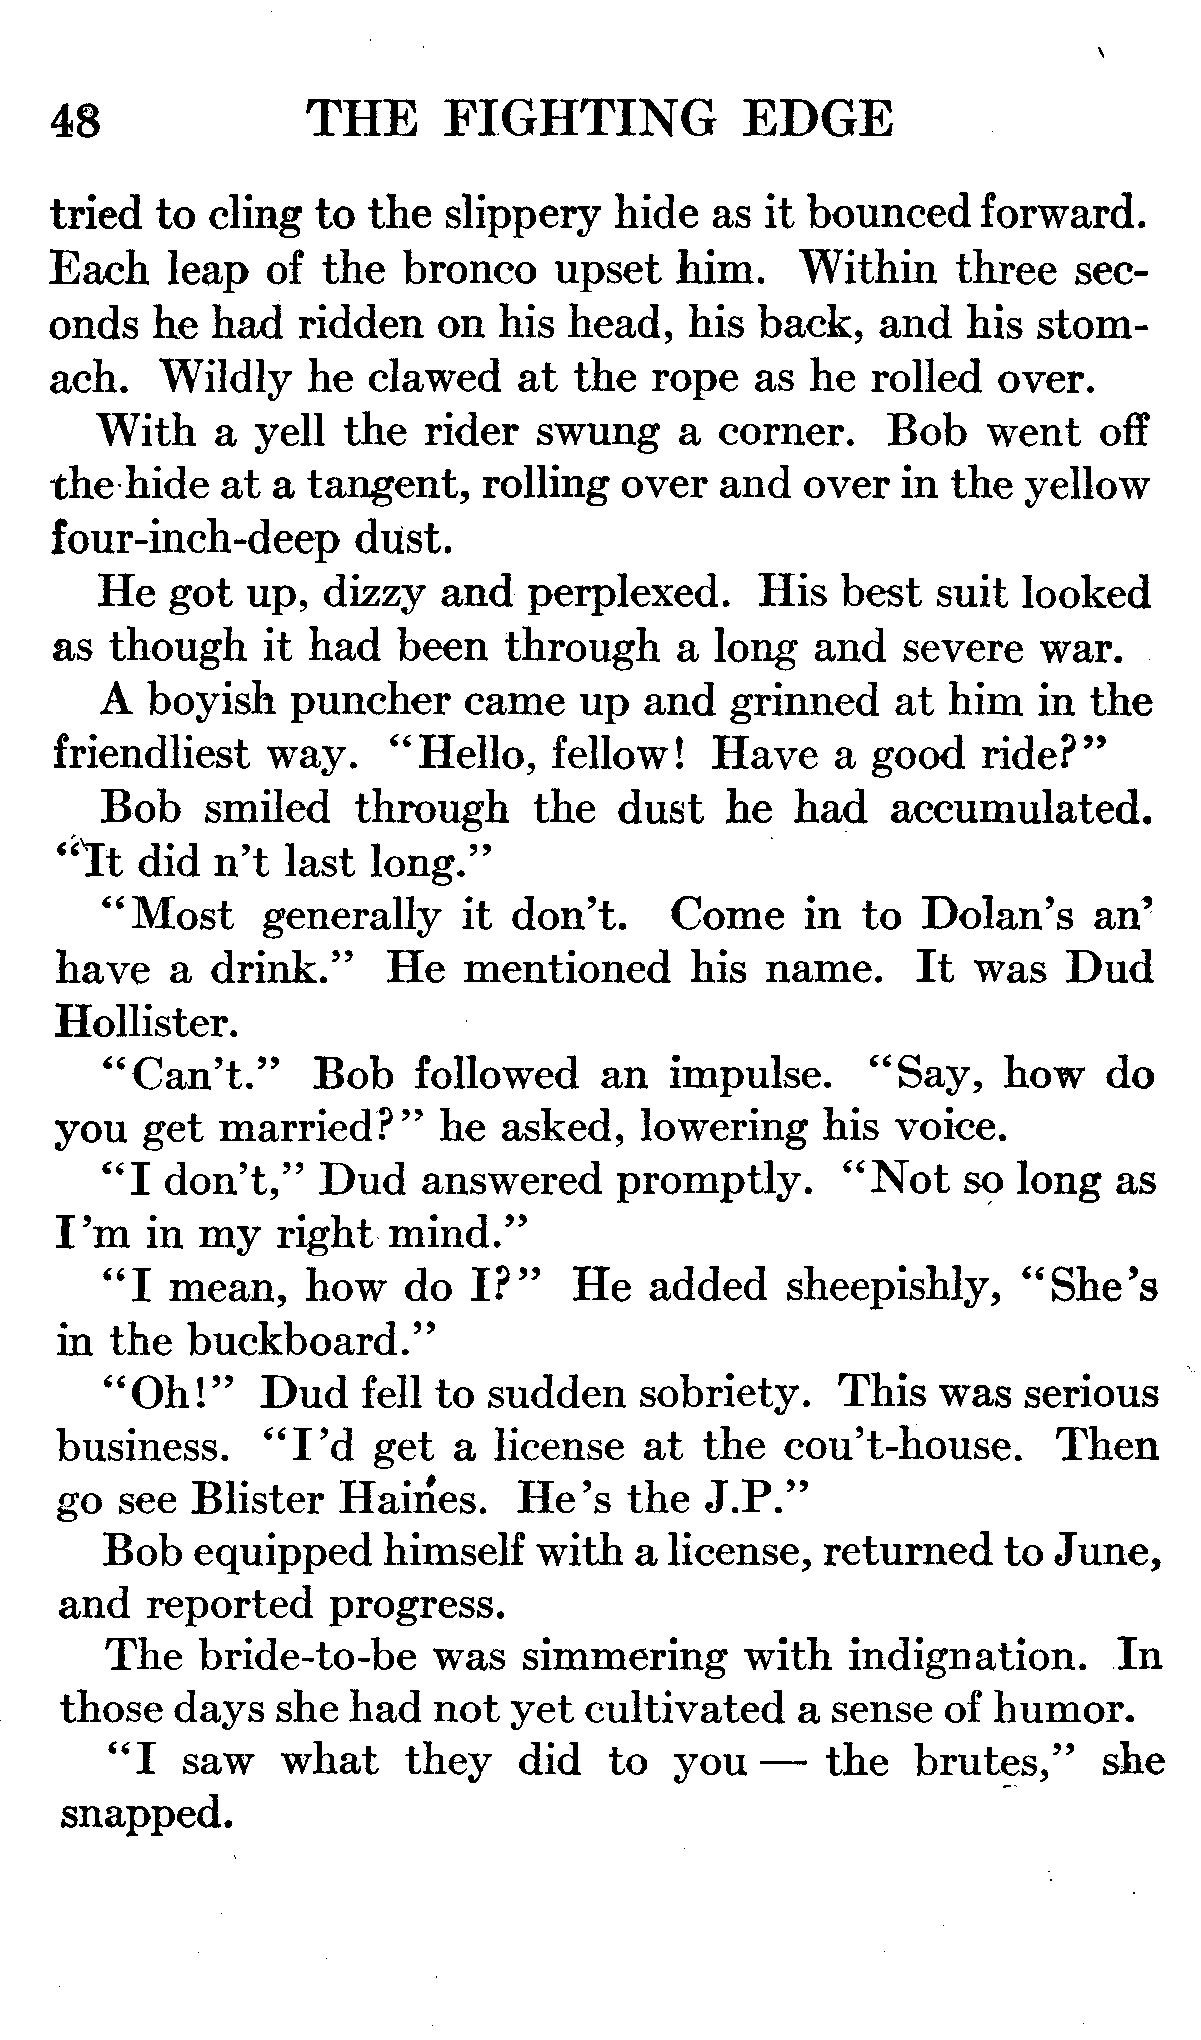 48 THE FIGHTING EDGE
tried to cling to the slippery hide as it bounced forward.
Each leap of the bronco upset him. Within three sec-
onds he had ridden on his head, his back, and his stom-
ach. Wildly he clawed at the rope as he rolled over.
With a yell the rider swung a corner. Bob went off
the hide at a tangent, rolling over and over in the yellow
four-inch-deep dust.
He got up, dizzy and perplexed. His best suit looked
as though it had been through a long and severe war.
A boyish puncher came up and grinned at him in the
friendliest way. “Hello, fellow! Have a good ride?”
Bob smiled through the dust he had accumulated.
“It did n’t last long.”
“Most generally it don’t. Come in to Dolan’s an’
have a drink.” He mentioned his name. It was Dud
Hollister.
“Can’t.” Bob followed an impulse. “Say, how do
you get married?” he asked, lowering his voice.
“I don’t,” Dud answered promptly. “Not so long as
I’m in my right mind.”
“I mean, how do I?” He added sheepishly, “She’s
in the buckboard.”
“Oh!” Dud fell to sudden sobriety. This was serious
business. “I’d get a license at the cou’t-house. Then
go see Blister Haines. He’s the J.P.”
Bob equipped himself with a license, returned to June,
and reported progress.
The bride-to-be was simmering with indignation. In
those days she had not yet cultivated a sense of humor.
“I saw what they did to you — the brutes,” she
snapped.